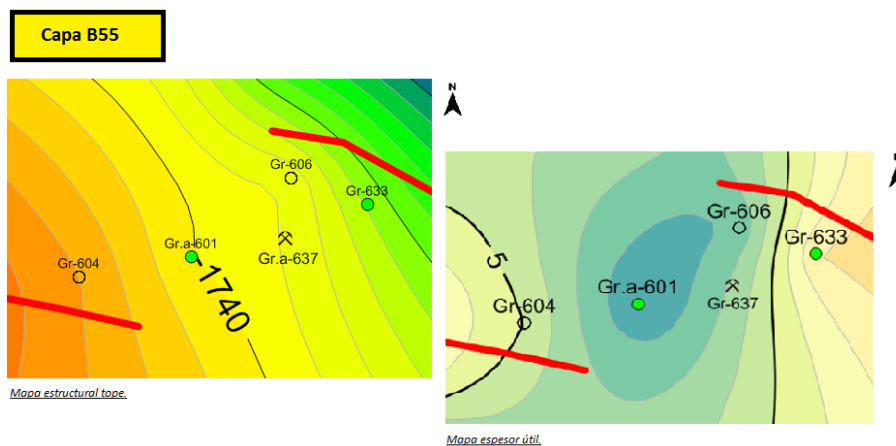 Capa B55
Gr-606
Gr-633
Gr.a-601
Gr.a-637
Gr-604
-1740
Mapa estructural tope.
N
5
Gr-606
Gr-633
Gr.a-601
Gr-637
Gr-604
Mapa espesor útil.